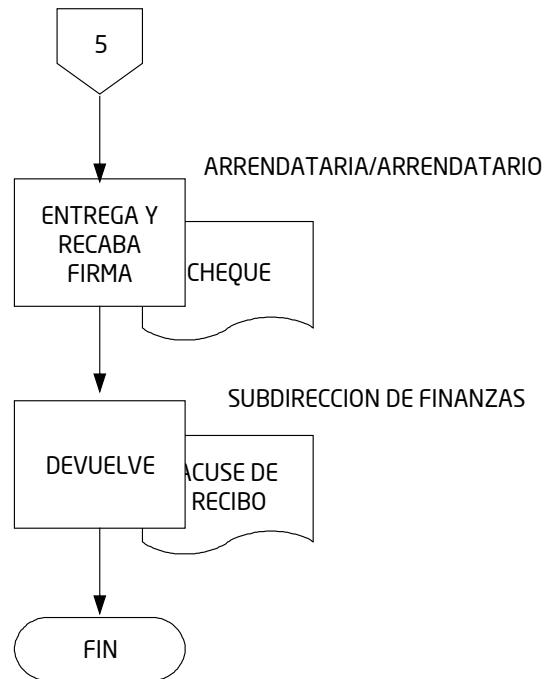 5
ARRENDATARIA/ARRENDATARIO
ENTREGA Y
RECABA
FIRMA
CHEQUE
SUBDIRECCION DE FINANZAS
DEVUELVE
ACUSE DE
RECIBO
FIN